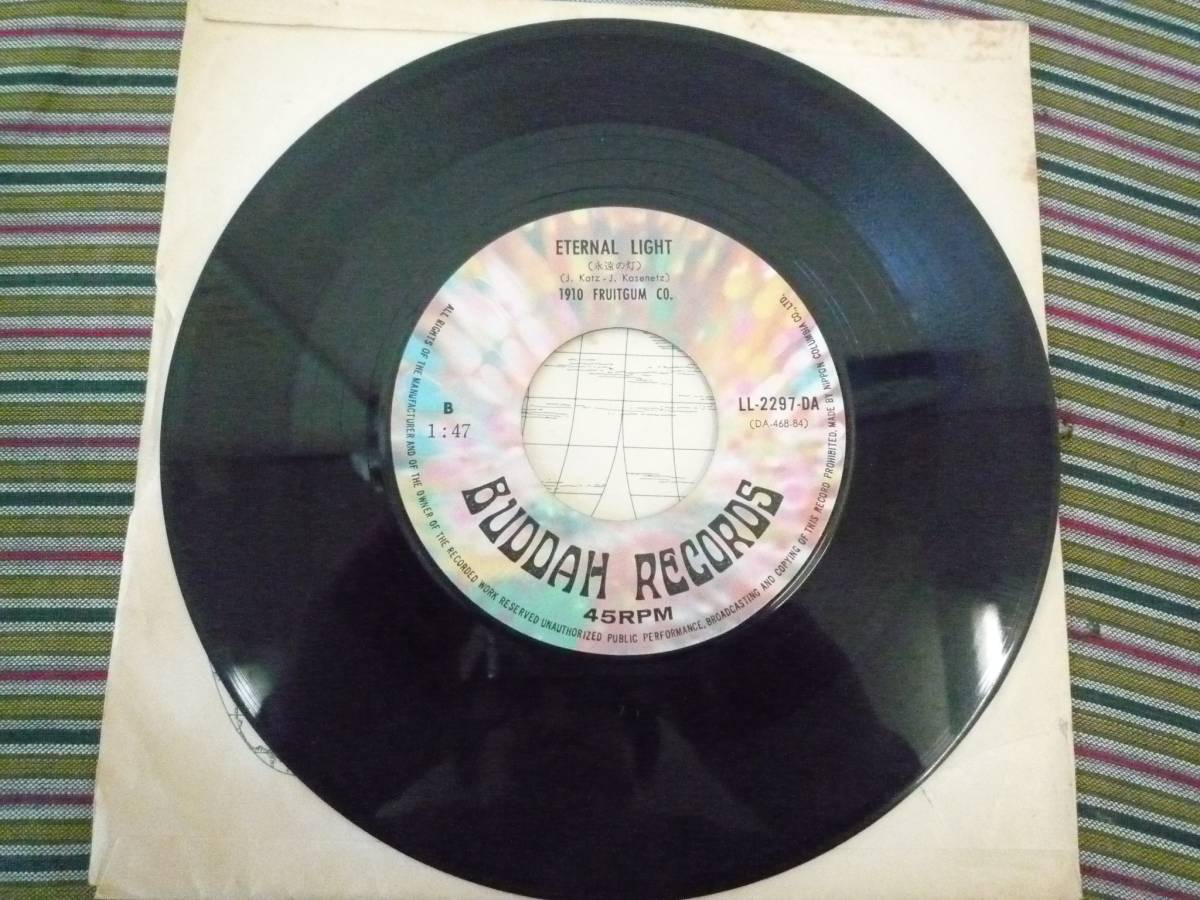 ETERNAL LIGHT
(永遠の灯)
(J. Katz - J. Kasenetz)
1910 FRUITGUM CO.
B
1:47
LL-2297-DA
(DA-468-84)
BUDDAH RECORDS
45RPM
ALL RIGHTS OF THE MANUFACTURER AND OF THE OWNER OF THE RECORDED WORK RESERVED UNAUTHORIZED PUBLIC PERFORMANCE, BROADCASTING AND COPYING OF THIS RECORD PROHIBITED, MADE BY NIPPON COLUMBIA CO., LTD.